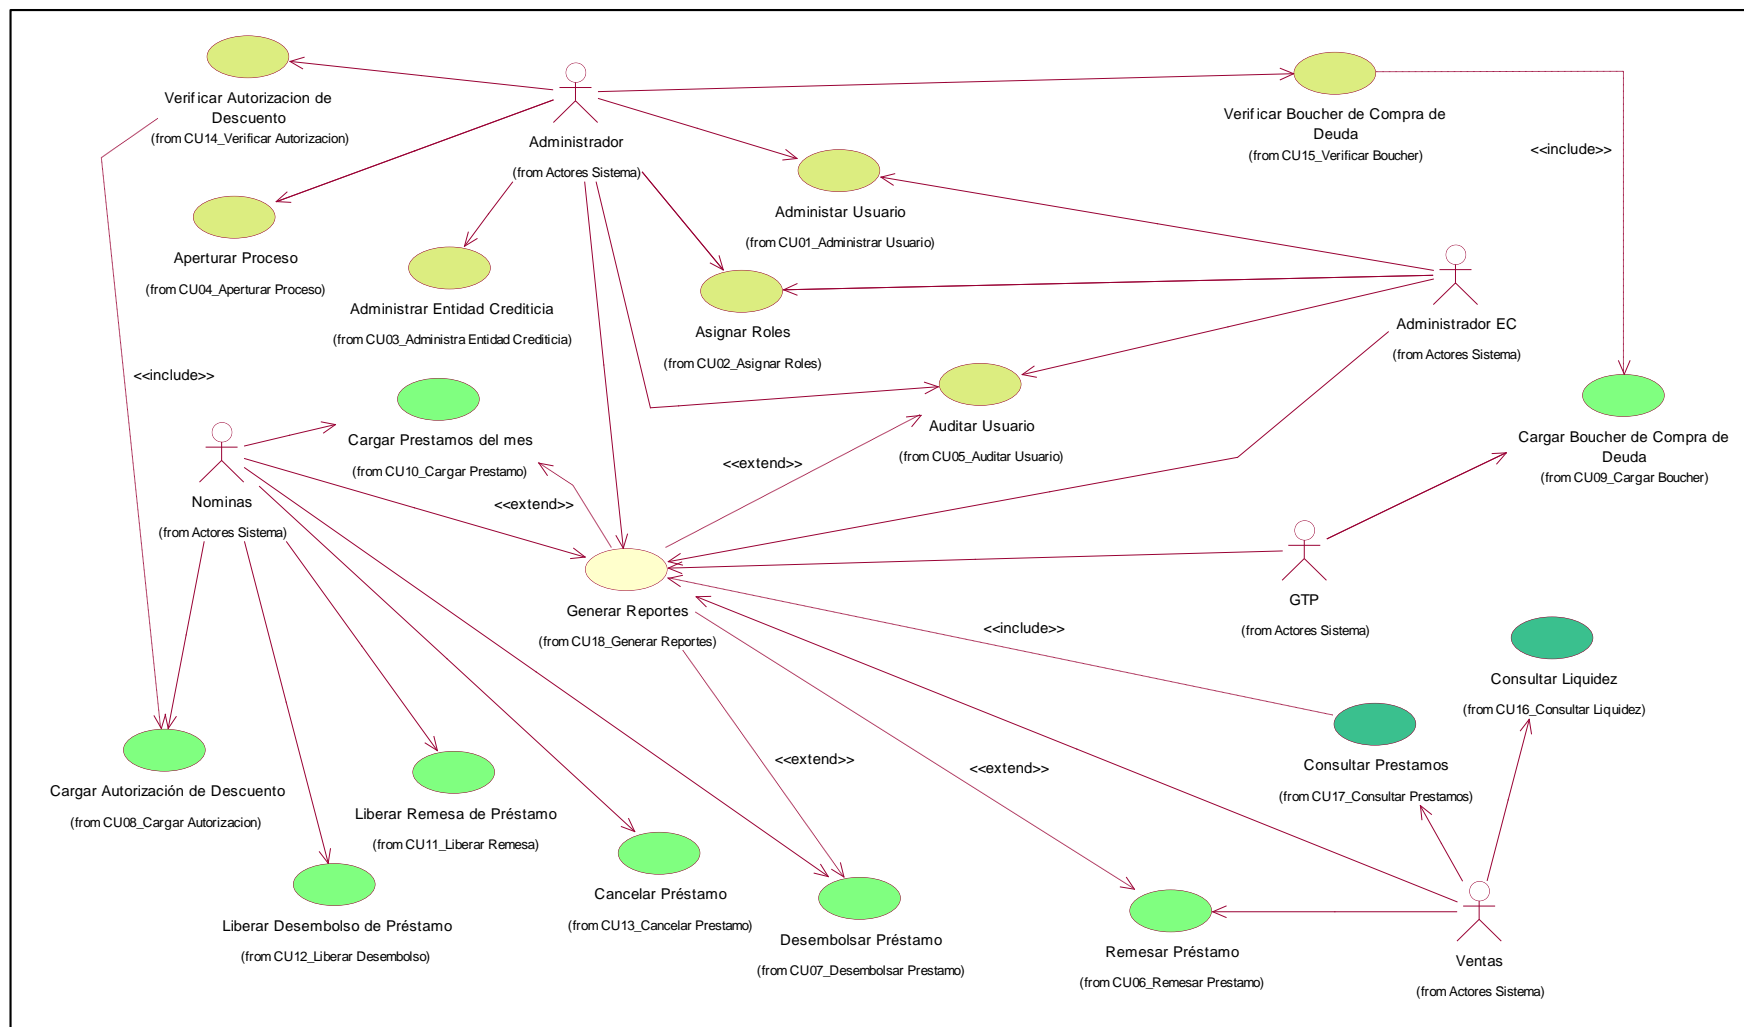 Verificar Autorizacion de
Descuento
(from CU14_Verificar Autorizacion)
Administrador
(from Actores Sistema)
Verificar Boucher de Compra de
Deuda
(from CU15_Verificar Boucher)
<<include>>
Administar Usuario
(from CU01_Administrar Usuario)
Aperturar Proceso
(from CU04_Aperturar Proceso)
Administrar Entidad Crediticia
(from CU03_Administra Entidad Crediticia)
Asignar Roles
(from CU02_Asignar Roles)
Administrador EC
(from Actores Sistema)
<<include>>
Cargar Prestamos del mes
(from CU10_Cargar Prestamo)
Auditar Usuario
(from CU05_Auditar Usuario)
Cargar Boucher de Compra de
Deuda
(from CU09_Cargar Boucher)
<<extend>>
<<extend>>
Nominas
(from Actores Sistema)
Generar Reportes
(from CU18_Generar Reportes)
GTP
(from Actores Sistema)
<<include>>
Consultar Liquidez
(from CU16_Consultar Liquidez)
Consultar Prestamos
(from CU17_Consultar Prestamos)
<<extend>>
<<extend>>
Cargar Autorización de Descuento
(from CU08_Cargar Autorizacion)
Liberar Remesa de Préstamo
(from CU11_Liberar Remesa)
Cancelar Préstamo
(from CU13_Cancelar Prestamo)
Liberar Desembolso de Préstamo
(from CU12_Liberar Desembolso)
Desembolsar Préstamo
(from CU07_Desembolsar Prestamo)
Remesar Préstamo
(from CU06_Remesar Prestamo)
Ventas
(from Actores Sistema)